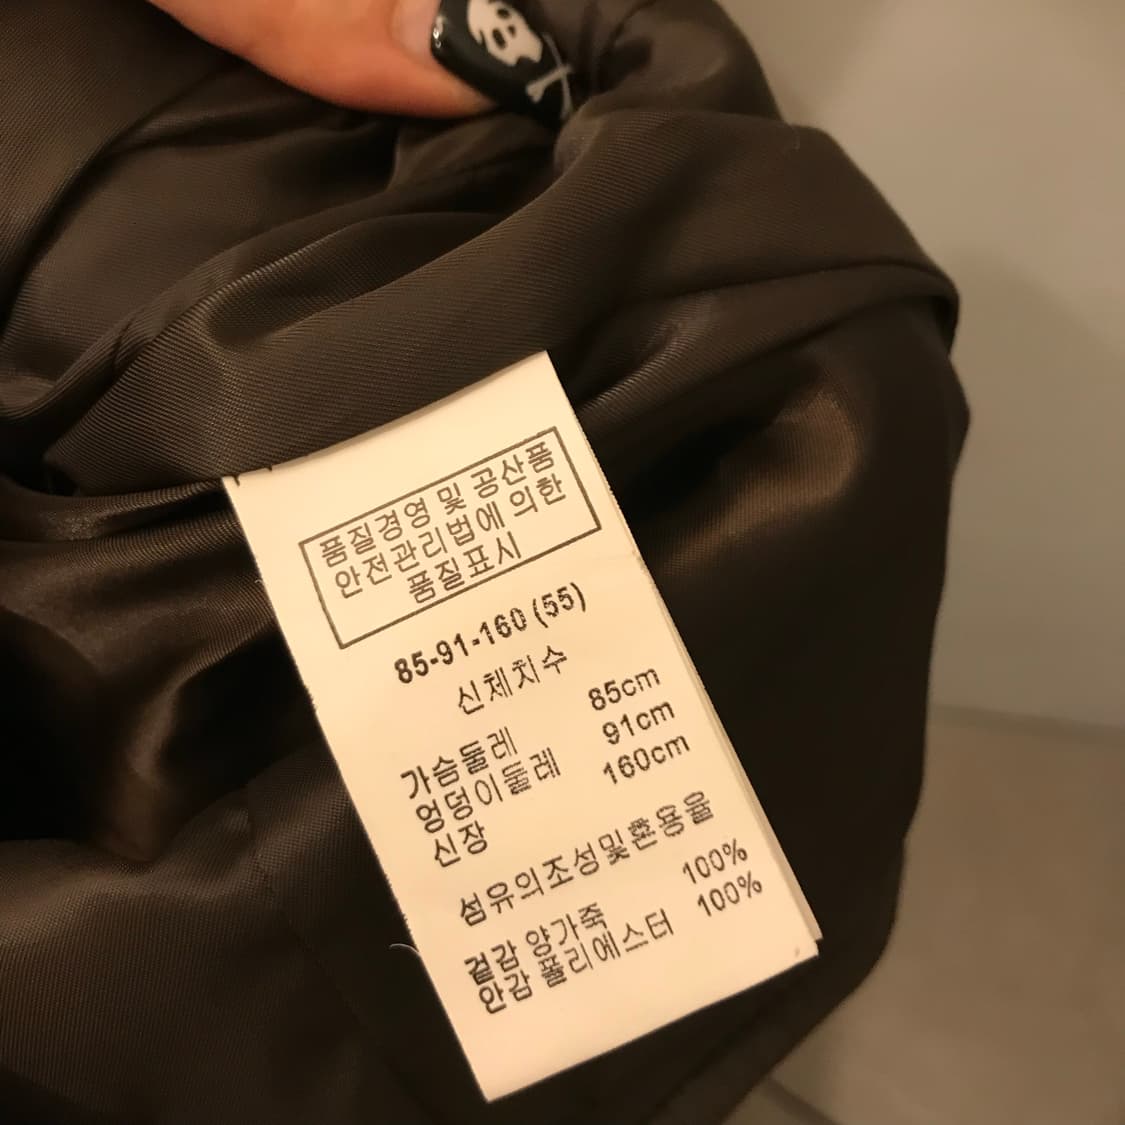 품질경영 및 공산품
안전관리법에 의한
품질표시
85-91-160 (55)
신체치수
가슴둘레 85cm
엉덩이둘레 91cm
신장 160cm
섬유의조성및혼용율
겉감 양가죽 100%
안감 폴리에스터 100%